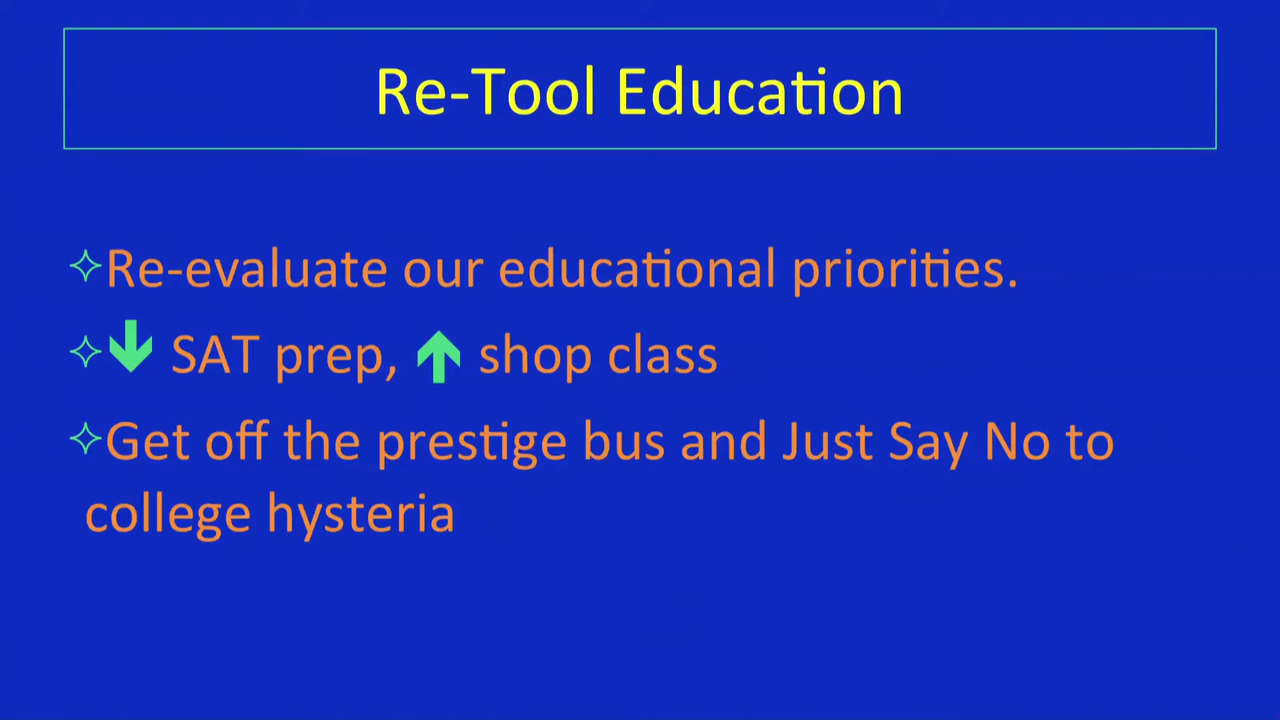 Re-Tool Education
✧Re-evaluate our educational priorities.
✧🡇 SAT prep, 🡅 shop class
✧Get off the prestige bus and Just Say No to
college hysteria